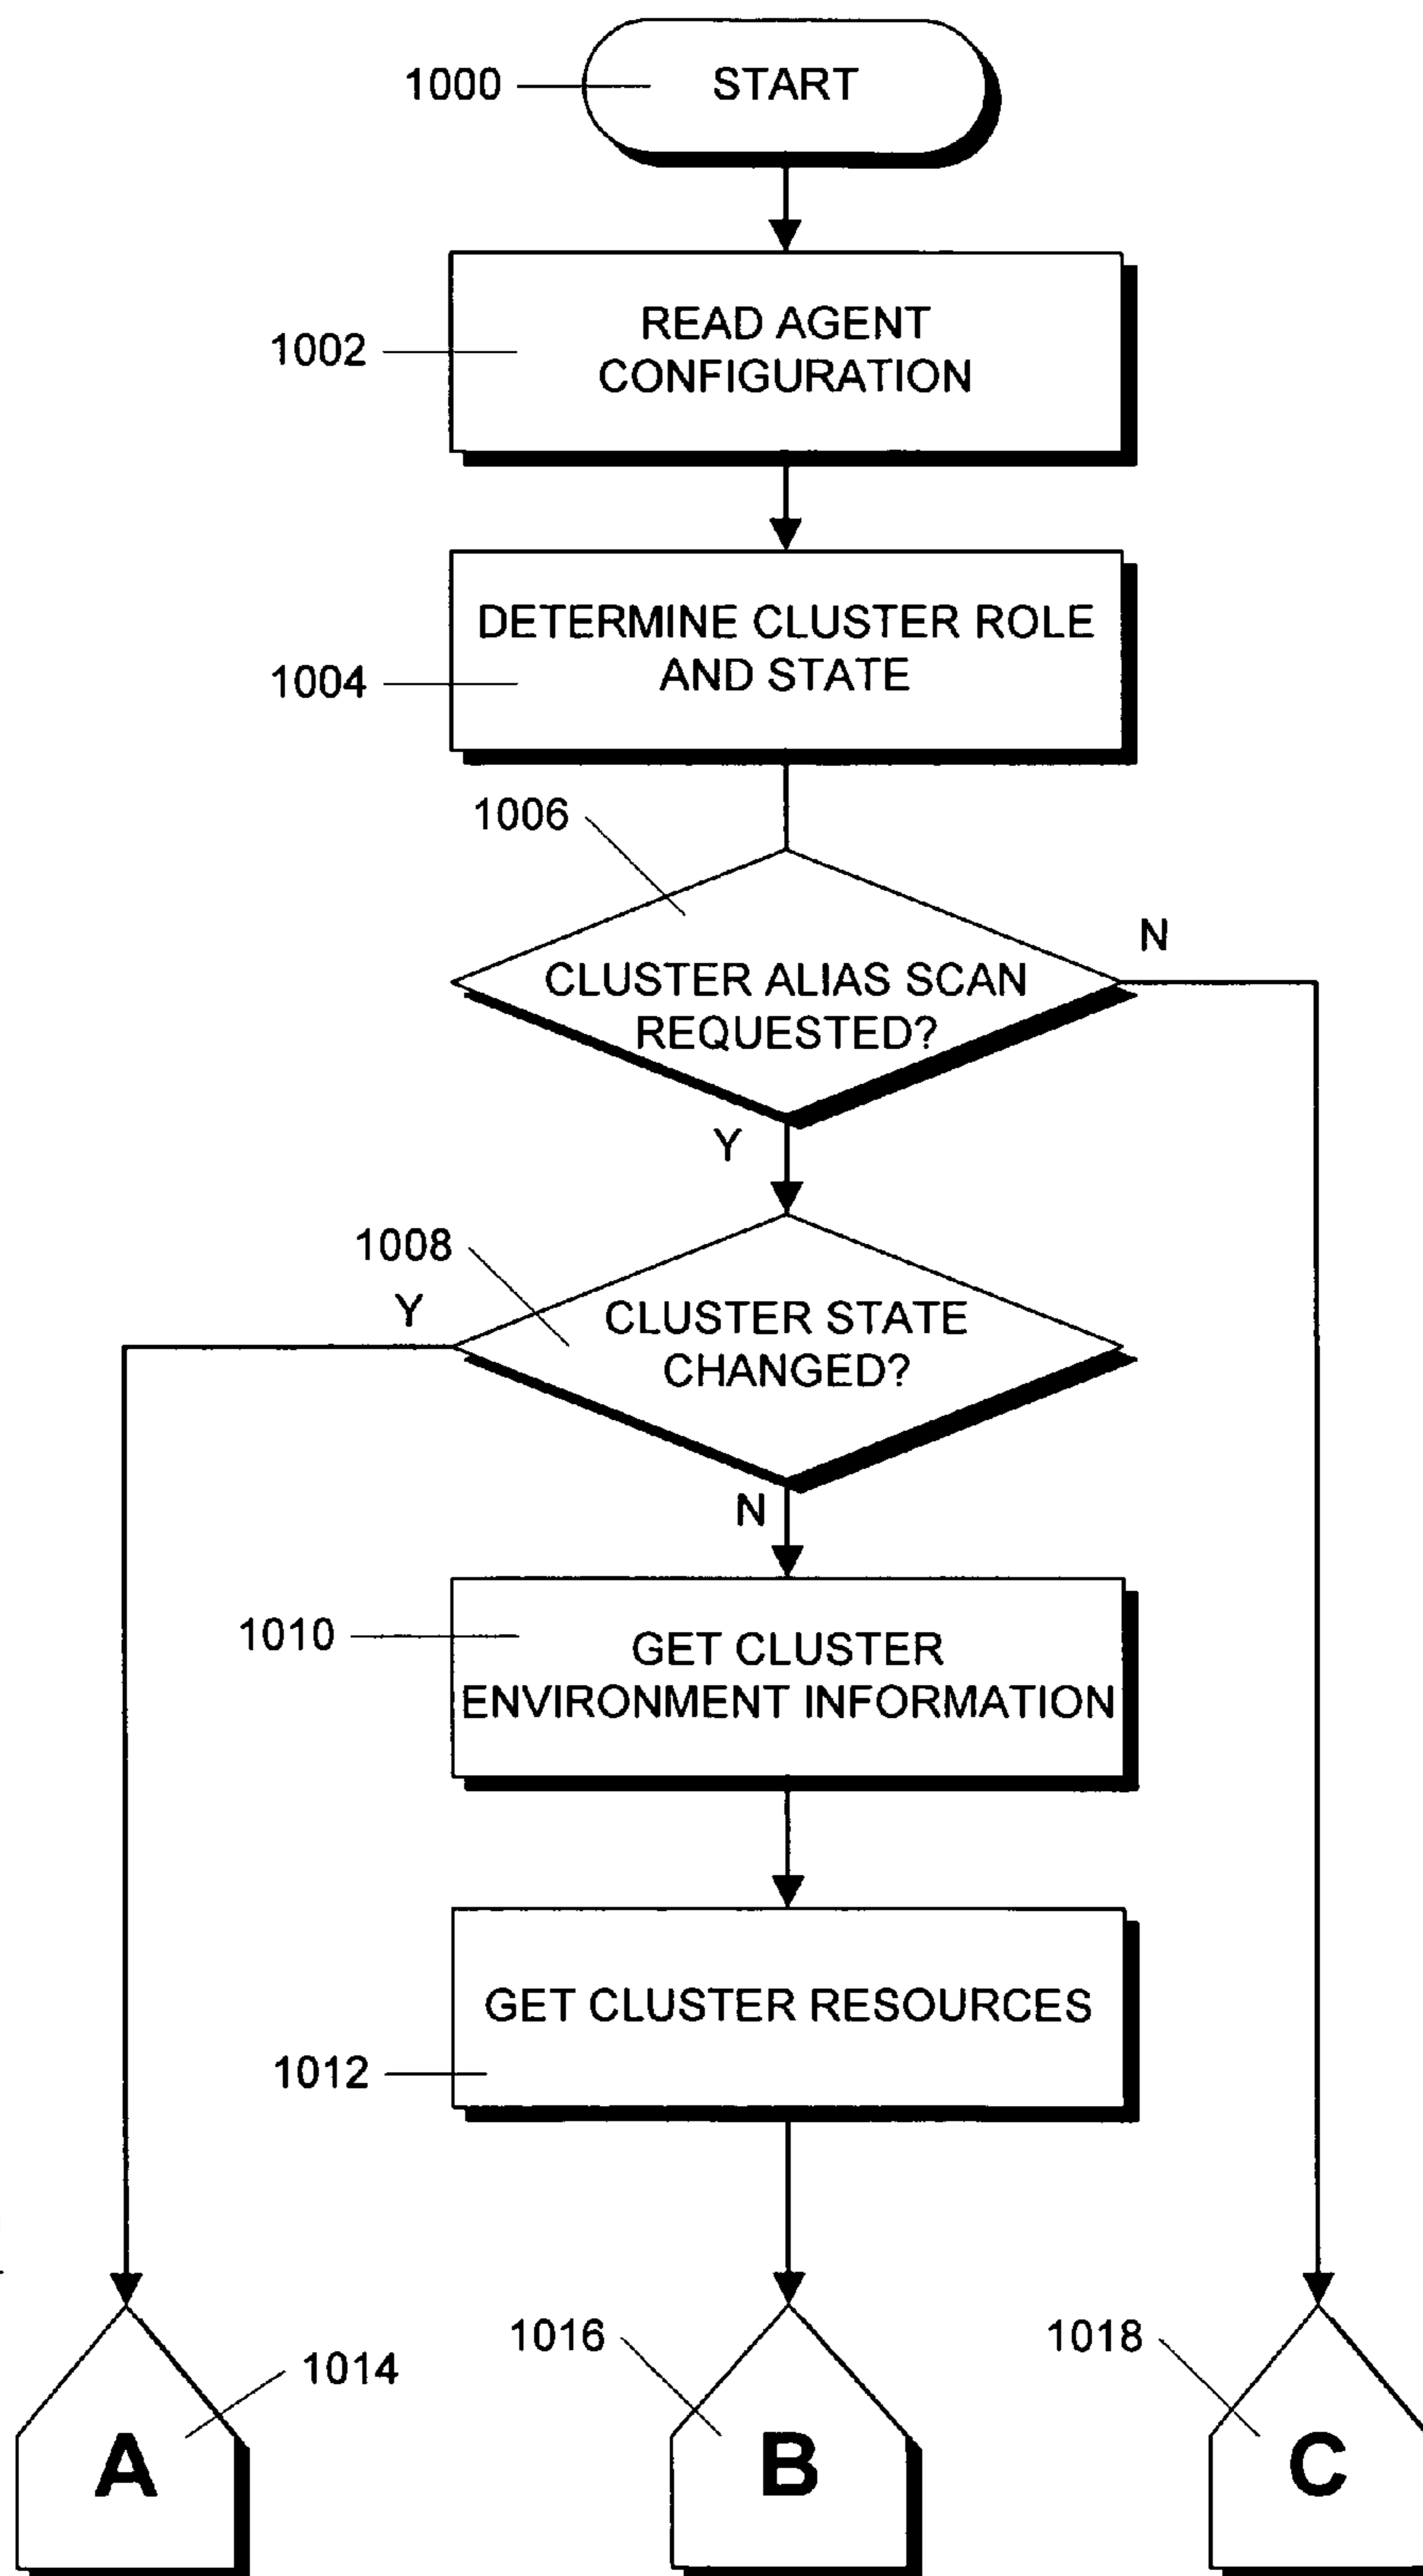 1000
START
1002
READ AGENT
CONFIGURATION
1004
DETERMINE CLUSTER ROLE
AND STATE
1006
CLUSTER ALIAS SCAN
REQUESTED?
N
Y
1008
Y
CLUSTER STATE
CHANGED?
N
1010
GET CLUSTER
ENVIRONMENT INFORMATION
GET CLUSTER RESOURCES
1012
1014
A
1016
B
1018
C